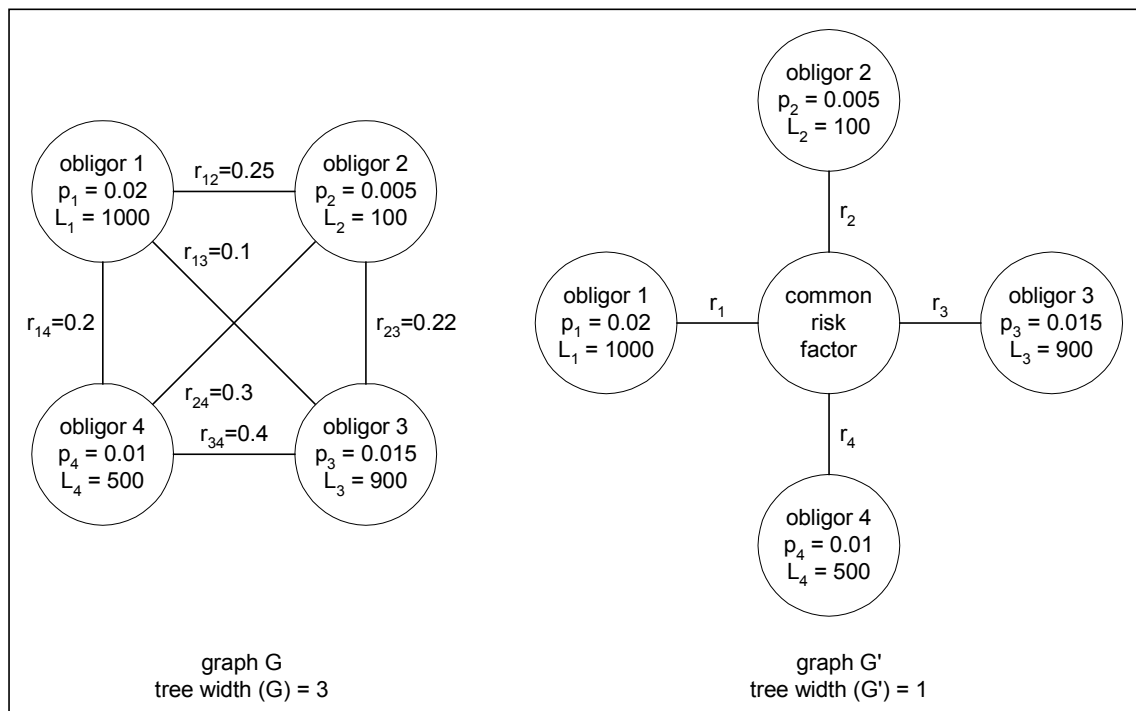 obligor 1
p1 = 0.02
L1 = 1000
r12=0.25
obligor 2
p2 = 0.005
L2 = 100
r13=0.1
r14=0.2
r23=0.22
r24=0.3
obligor 4
p4 = 0.01
L4 = 500
r34=0.4
obligor 3
p3 = 0.015
L3 = 900
graph G
tree width (G) = 3
obligor 2
p2 = 0.005
L2 = 100
r2
obligor 1
p1 = 0.02
L1 = 1000
r1
common
risk
factor
r3
obligor 3
p3 = 0.015
L3 = 900
r4
obligor 4
p4 = 0.01
L4 = 500
graph G'
tree width (G') = 1